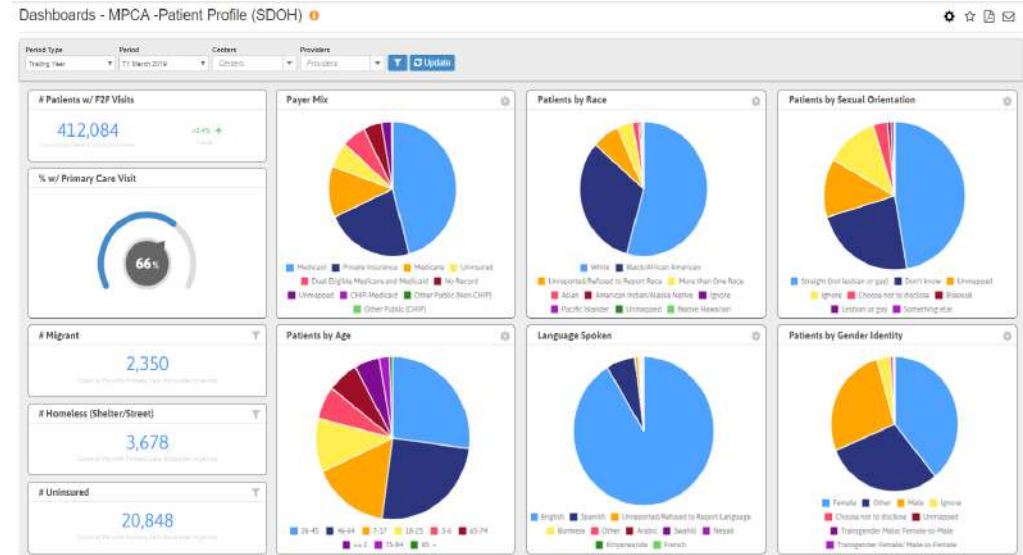 Dashboards - MPCA -Patient Profile (SDOH)
Period Type
Period
Centers
Providers
Trailing Year
TY March 2019
Centers
Providers
Update
# Patients w/ F2F Visits
412,084
% w/ Primary Care Visit
66%
# Migrant
2,350
# Homeless (Shelter/Street)
3,678
# Uninsured
20,848
Payer Mix
Medicaid Private Insurance Medicare Uninsured
Dual Eligible Medicare and Medicaid No Record
Unmapped CHIP/Medicaid Other Public (Non-CHIP)
Other Public (CHIP)
Patients by Race
White Black/African American
Unreported/Refused to Report Race More than One Race
Asian American Indian/Alaska Native Ignore
Pacific Islander Unmapped Native Hawaiian
Patients by Sexual Orientation
Straight (not lesbian or gay) Don't know Unmapped
Ignore Choose not to disclose Bisexual
Lesbian or gay Something else
Patients by Age
26-45 46-64 7-17 18-25 3-6 65-74
<= 2 75-84 85 +
Language Spoken
English Spanish Unreported/Refused to Report Language
Burmese Other Arabic Swahili Nepali
Kinyarwanda French
Patients by Gender Identity
Female Other Male Ignore
Choose not to disclose Unmapped
Transgender Male/ Female-to-Male
Transgender Female/ Male-to-Female